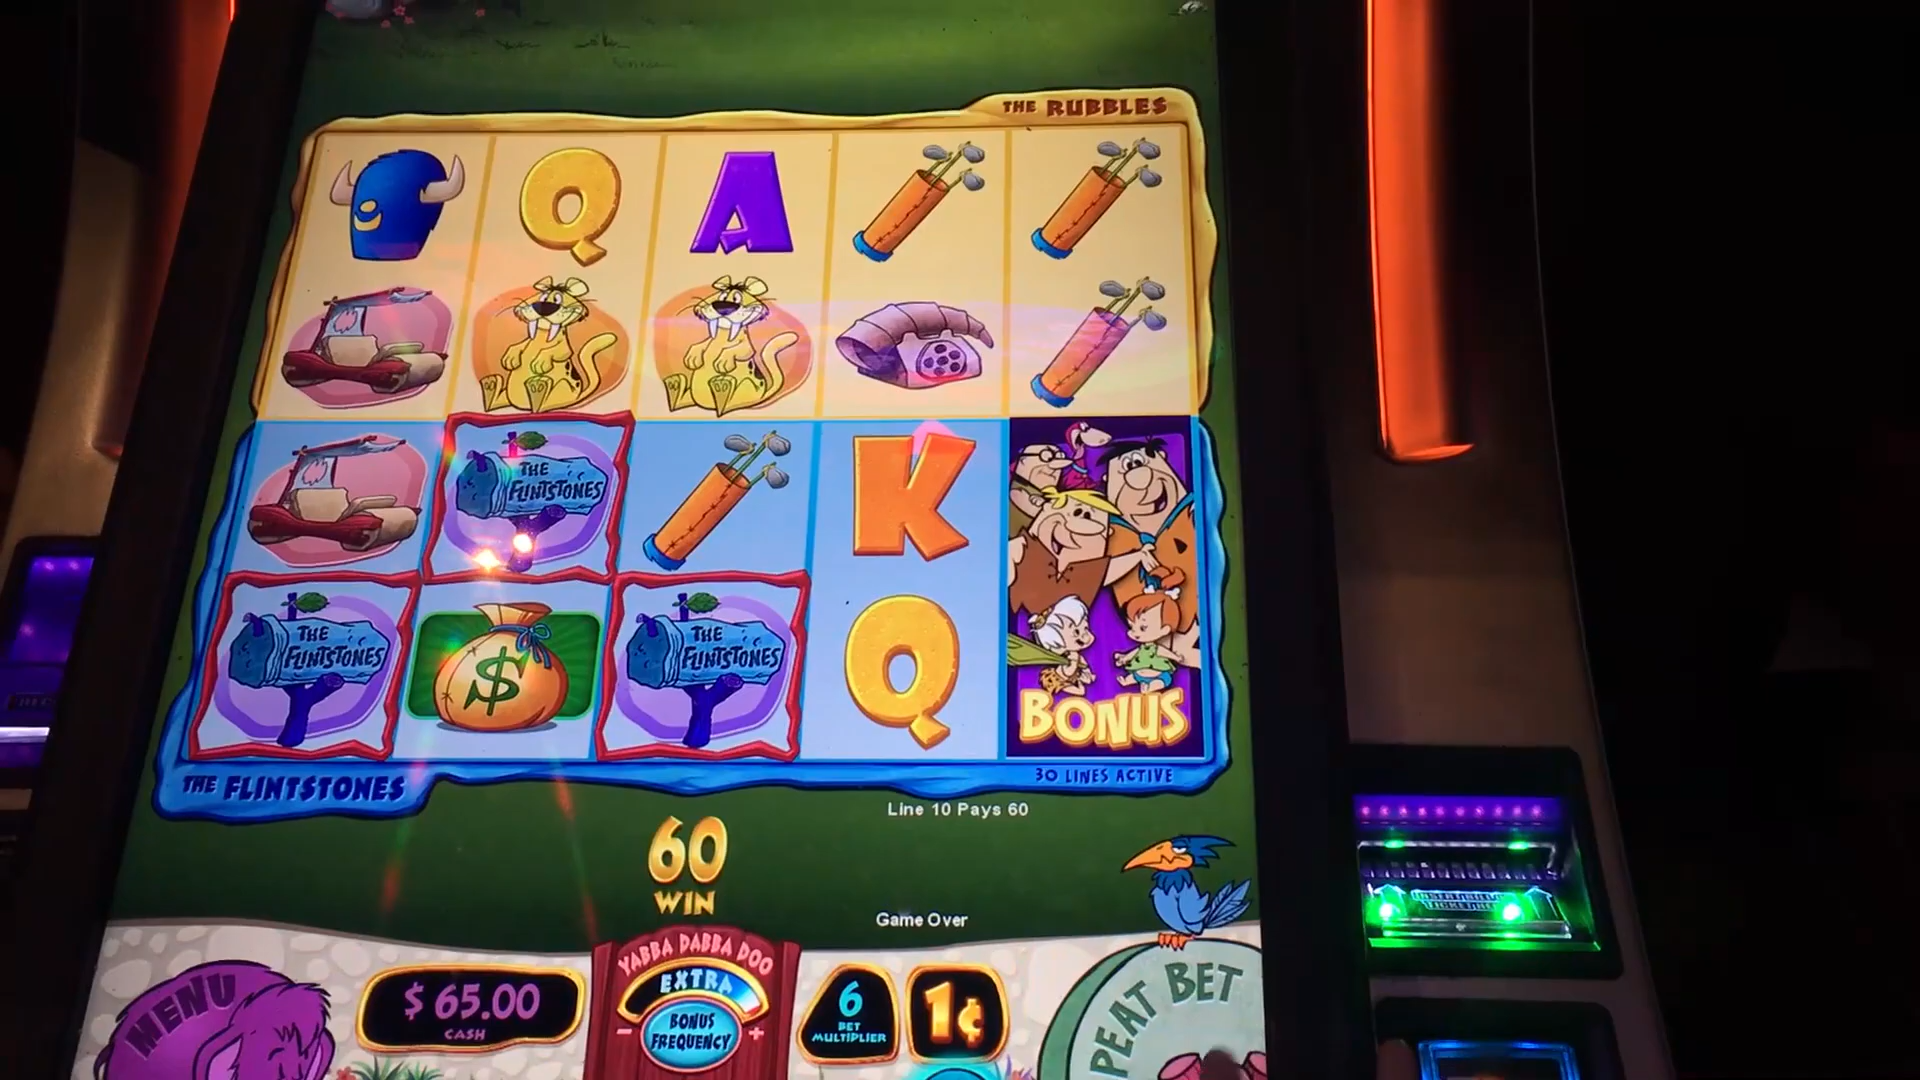 THE RUBBLES
Q
A
THE
FLINTSTONES
K
THE
FLINTSTONES
$
THE
FLINTSTONES
Q
BONUS
THE FLINTSTONES
30 LINES ACTIVE
Line 10 Pays 60
60
WIN
Game Over
MENU
$ 65.00
CASH
YABBA DABBA DOO
EXTRA
BONUS
FREQUENCY
- +
6
BET
MULTIPLIER
1¢
PEAT BET